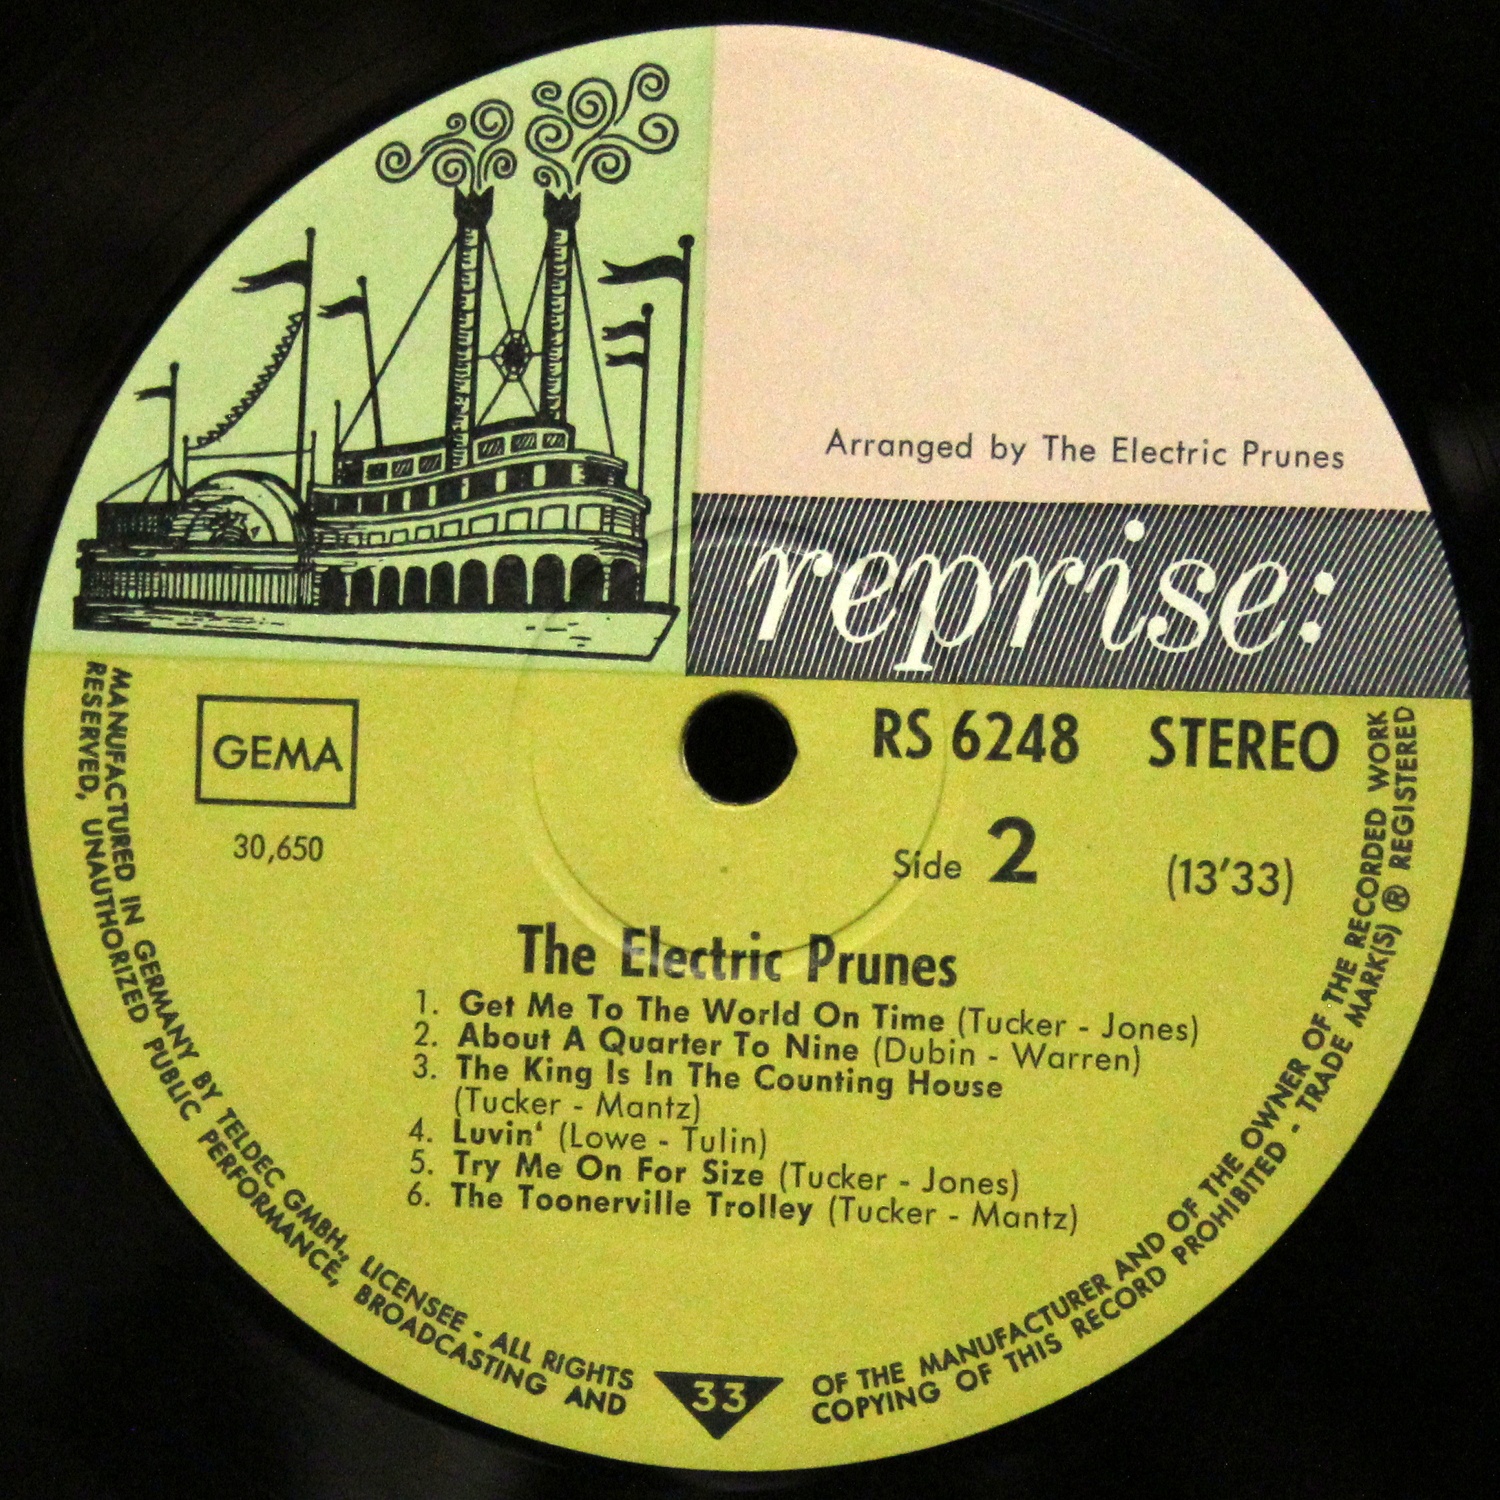 Arranged by The Electric Prunes
reprise:
GEMA
30,650
RS 6248 STEREO
Side 2 (13'33)
The Electric Prunes
1. Get Me To The World On Time (Tucker - Jones)
2. About A Quarter To Nine (Dubin - Warren)
3. The King Is In The Counting House
(Tucker - Mantz)
4. Luvin‘ (Lowe - Tulin)
5. Try Me On For Size (Tucker - Jones)
6. The Toonerville Trolley (Tucker - Mantz)
MANUFACTURED IN GERMANY BY TELDEC GMBH., LICENSEE - ALL RIGHTS
OF THE MANUFACTURER AND OF THE OWNER OF THE RECORDED WORK
RESERVED, UNAUTHORIZED PUBLIC PERFORMANCE, BROADCASTING AND
COPYING OF THIS RECORD PROHIBITED - TRADE MARK(S) ® REGISTERED
33